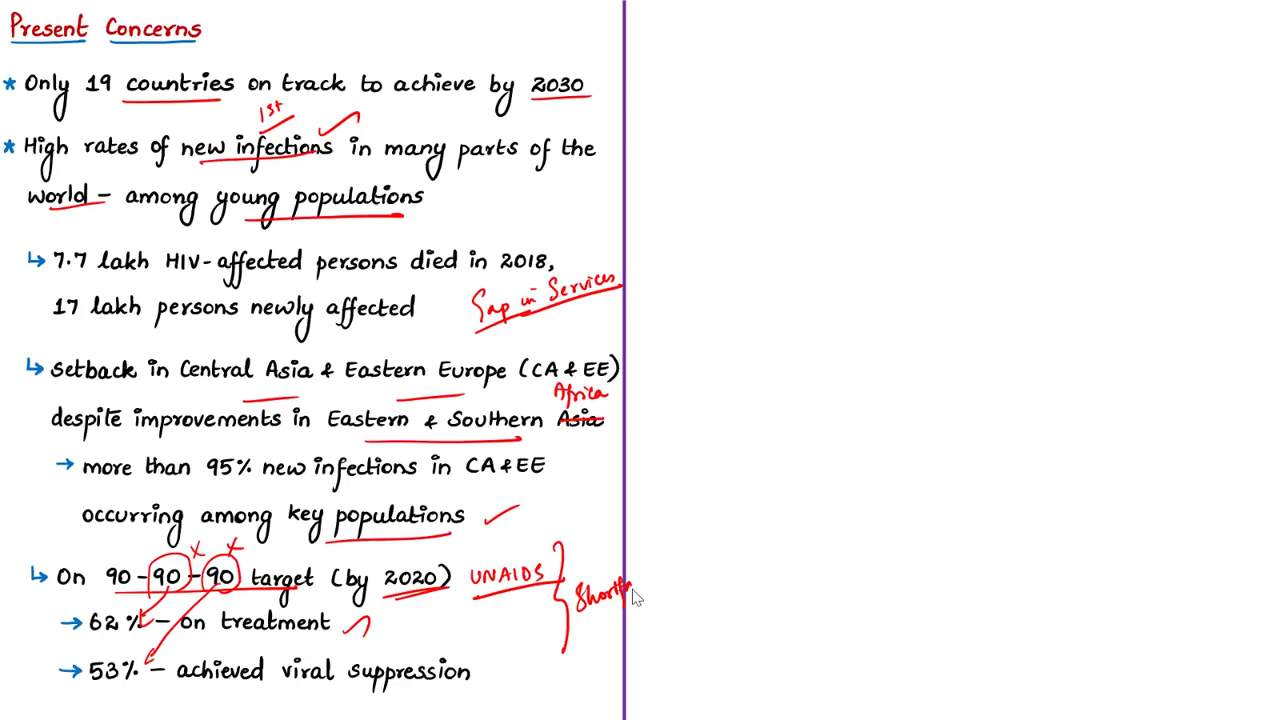 Present Concerns
* Only 19 countries on track to achieve by 2030
1st
* High rates of new infections in many parts of the
world - among young populations
↳ 7.7 lakh HIV-affected persons died in 2018,
17 lakh persons newly affected
Gap in Services
↳ Setback in Central Asia & Eastern Europe (CA & EE)
Africa
despite improvements in Eastern & Southern Asia
→ more than 95% new infections in CA & EE
occurring among key populations
↳ On 90-90-90 target (by 2020) UNAIDS
→ 62% - on treatment
→ 53% - achieved viral suppression